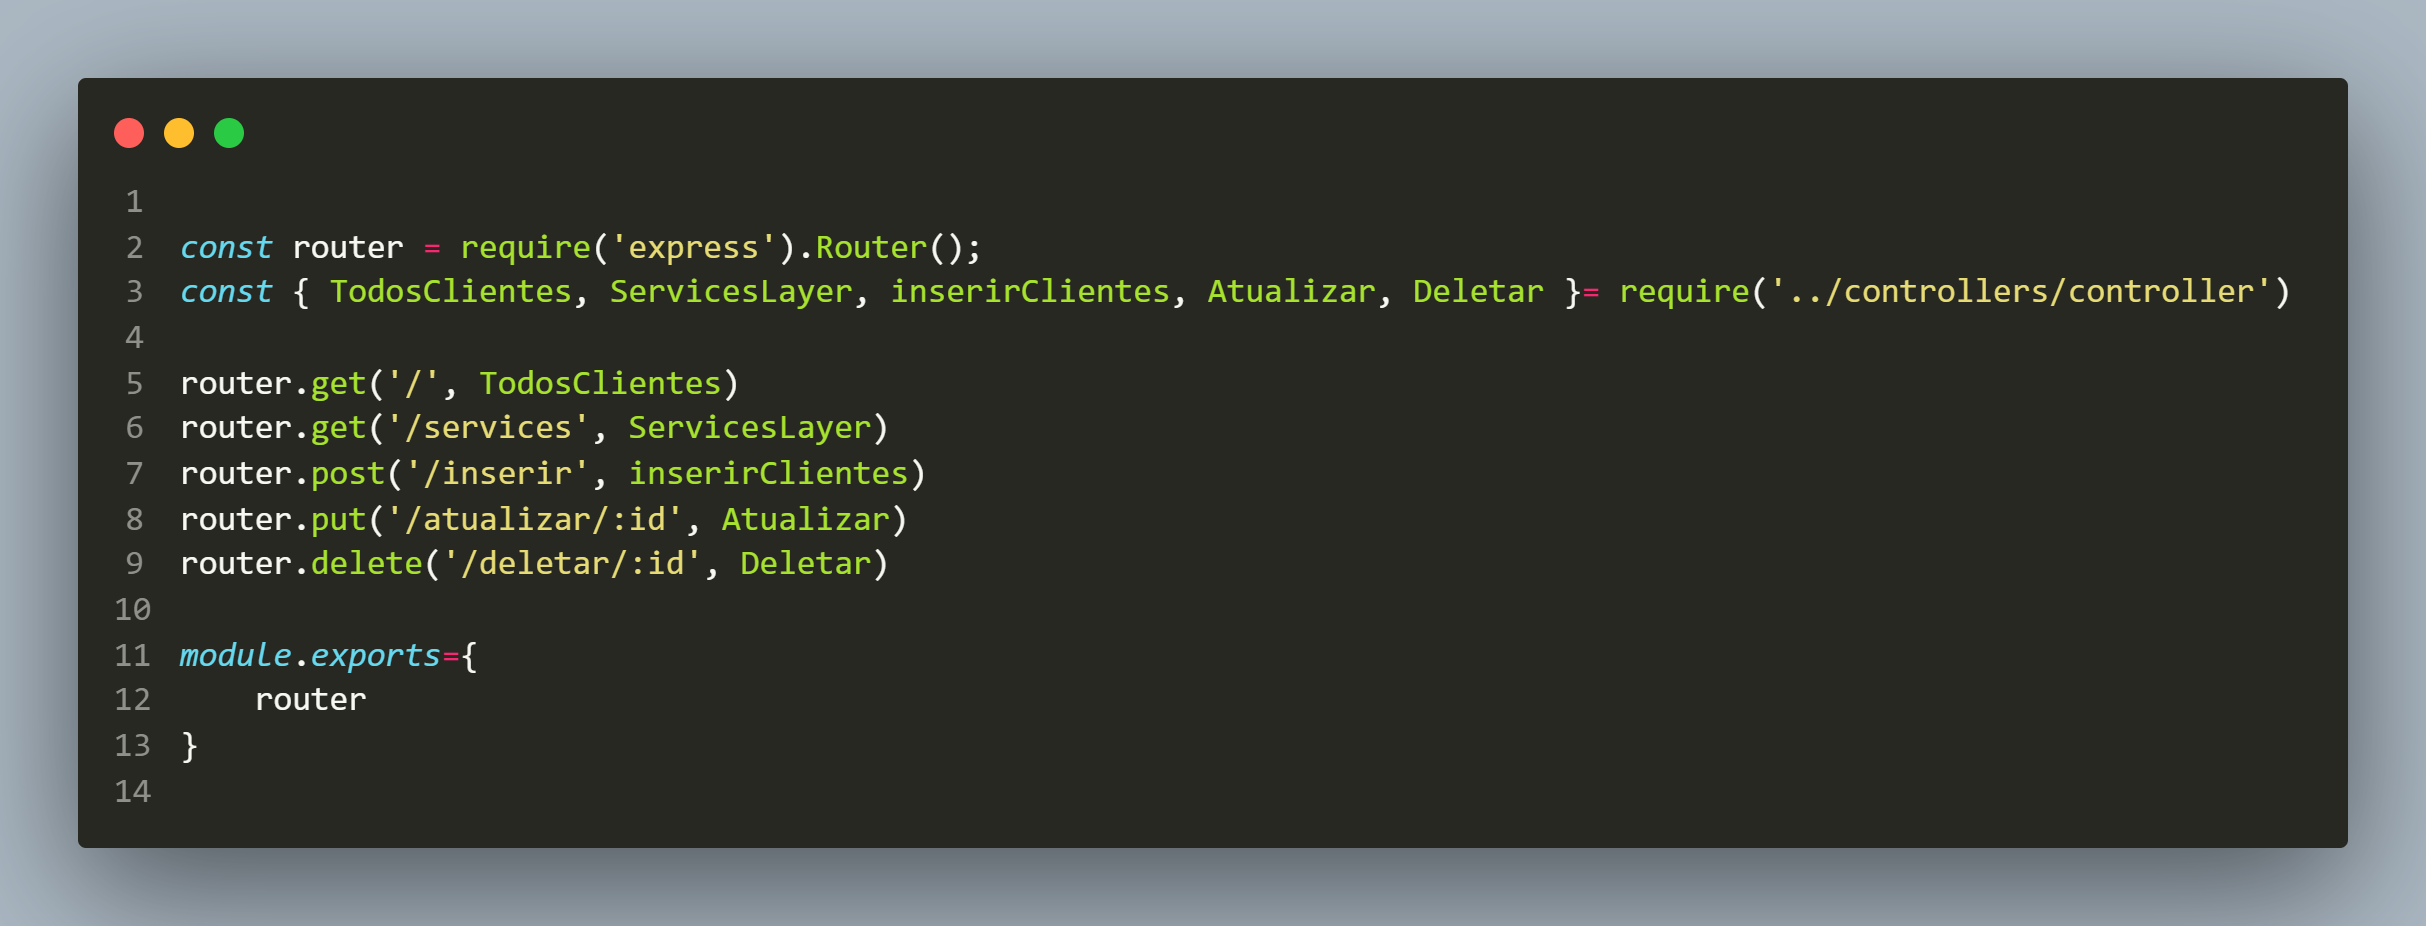 1
2 const router = require('express').Router();
3 const { TodosClientes, ServicesLayer, inserirClientes, Atualizar, Deletar }= require('../controllers/controller')
4
5 router.get('/', TodosClientes)
6 router.get('/services', ServicesLayer)
7 router.post('/inserir', inserirClientes)
8 router.put('/atualizar/:id', Atualizar)
9 router.delete('/deletar/:id', Deletar)
10
11 module.exports={
12     router
13 }
14